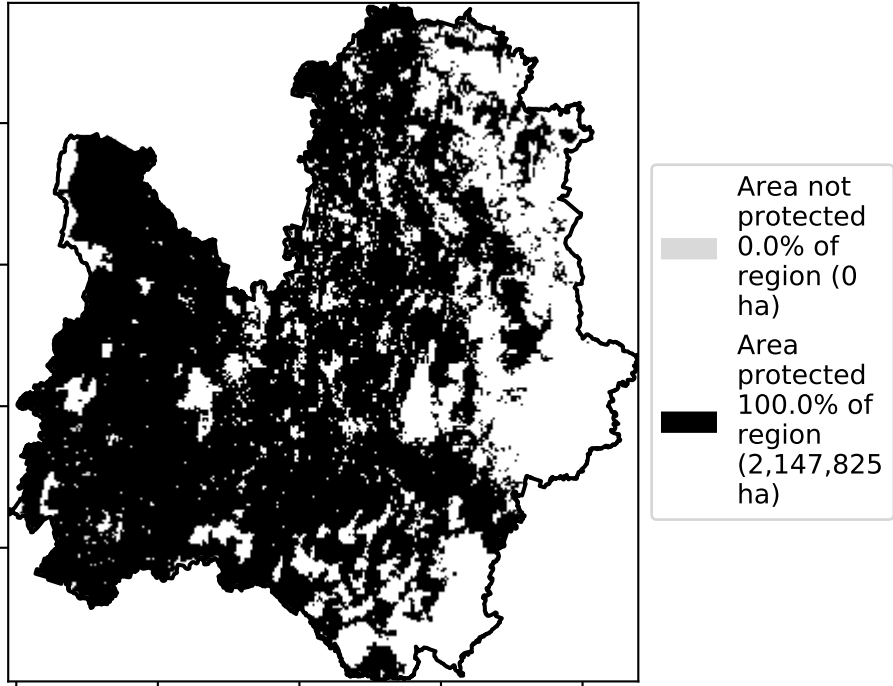 Area not
protected
0.0% of
region (0
ha)
Area
protected
100.0% of
region
(2,147,825
ha)